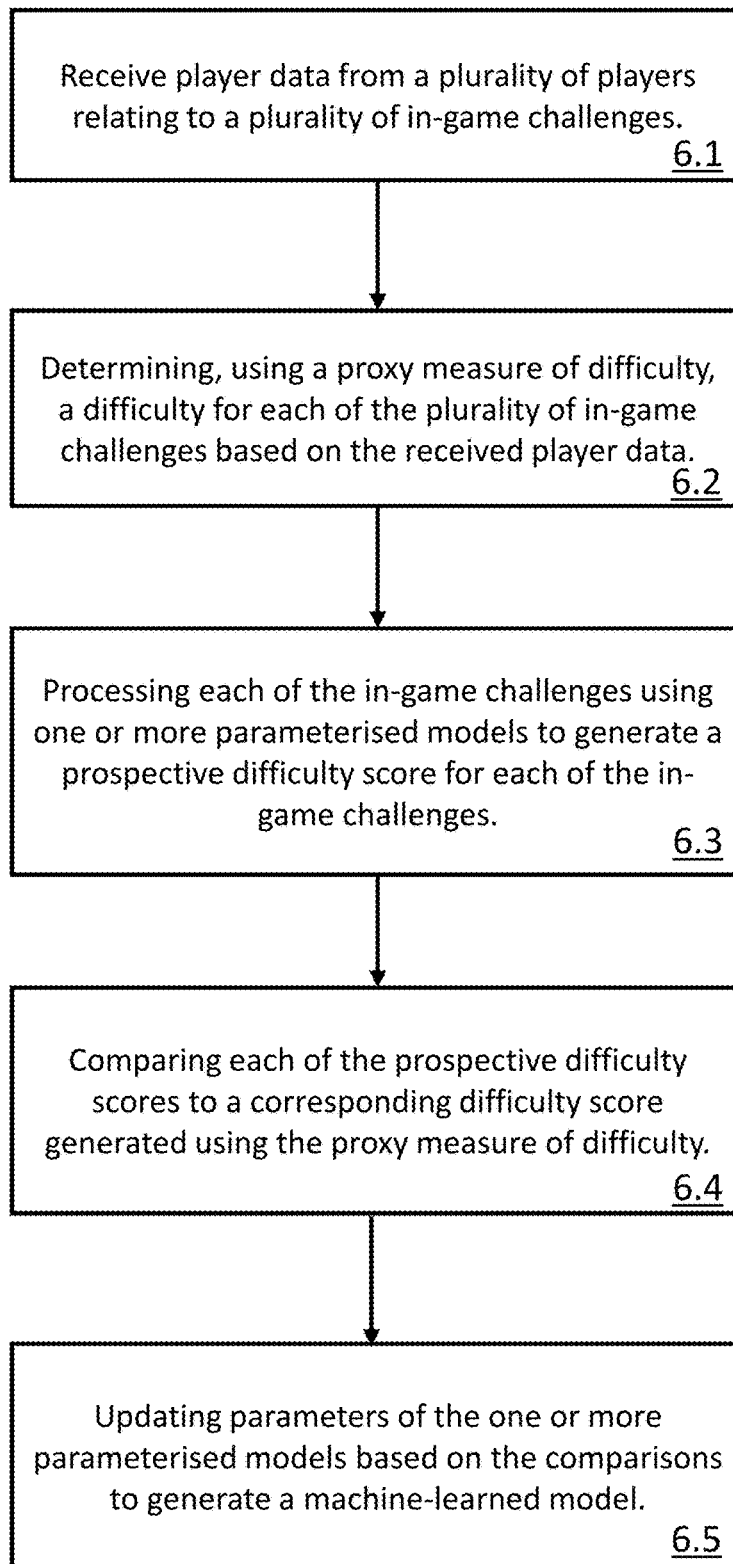 Receive player data from a plurality of players
relating to a plurality of in-game challenges.
6.1
Determining, using a proxy measure of difficulty,
a difficulty for each of the plurality of in-game
challenges based on the received player data.
6.2
Processing each of the in-game challenges using
one or more parameterised models to generate a
prospective difficulty score for each of the in-
game challenges.
6.3
Comparing each of the prospective difficulty
scores to a corresponding difficulty score
generated using the proxy measure of difficulty.
6.4
Updating parameters of the one or more
parameterised models based on the comparisons
to generate a machine-learned model.
6.5